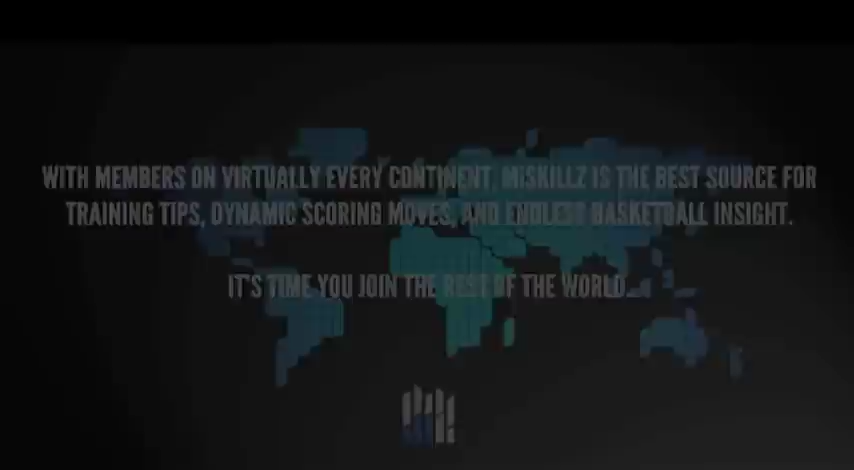 WITH MEMBERS ON VIRTUALLY EVERY CONTINENT, MISKILLZ IS THE BEST SOURCE FOR
TRAINING TIPS, DYNAMIC SCORING MOVES, AND ENDLESS BASKETBALL INSIGHT.
IT'S TIME YOU JOIN THE REST OF THE WORLD...